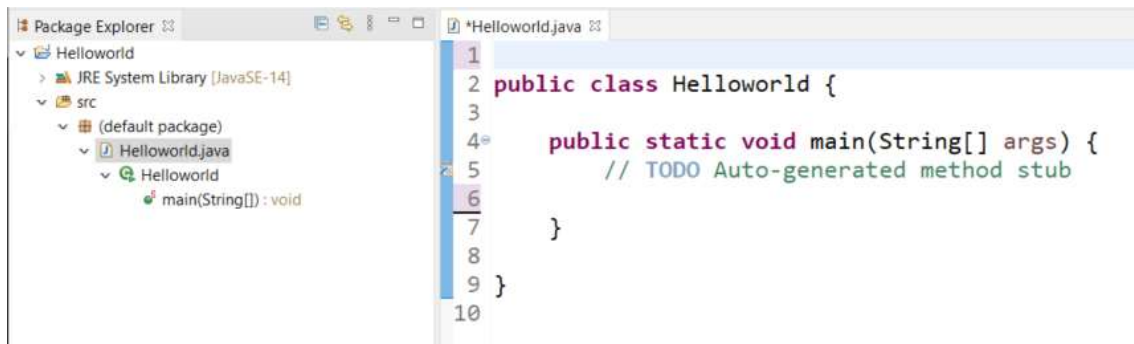 Package Explorer
Helloworld
JRE System Library [JavaSE-14]
src
(default package)
Helloworld.java
Helloworld
main(String[]) : void
*Helloworld.java
1
2 public class Helloworld {
3
4 public static void main(String[] args) {
5 // TODO Auto-generated method stub
6
7 }
8
9 }
10